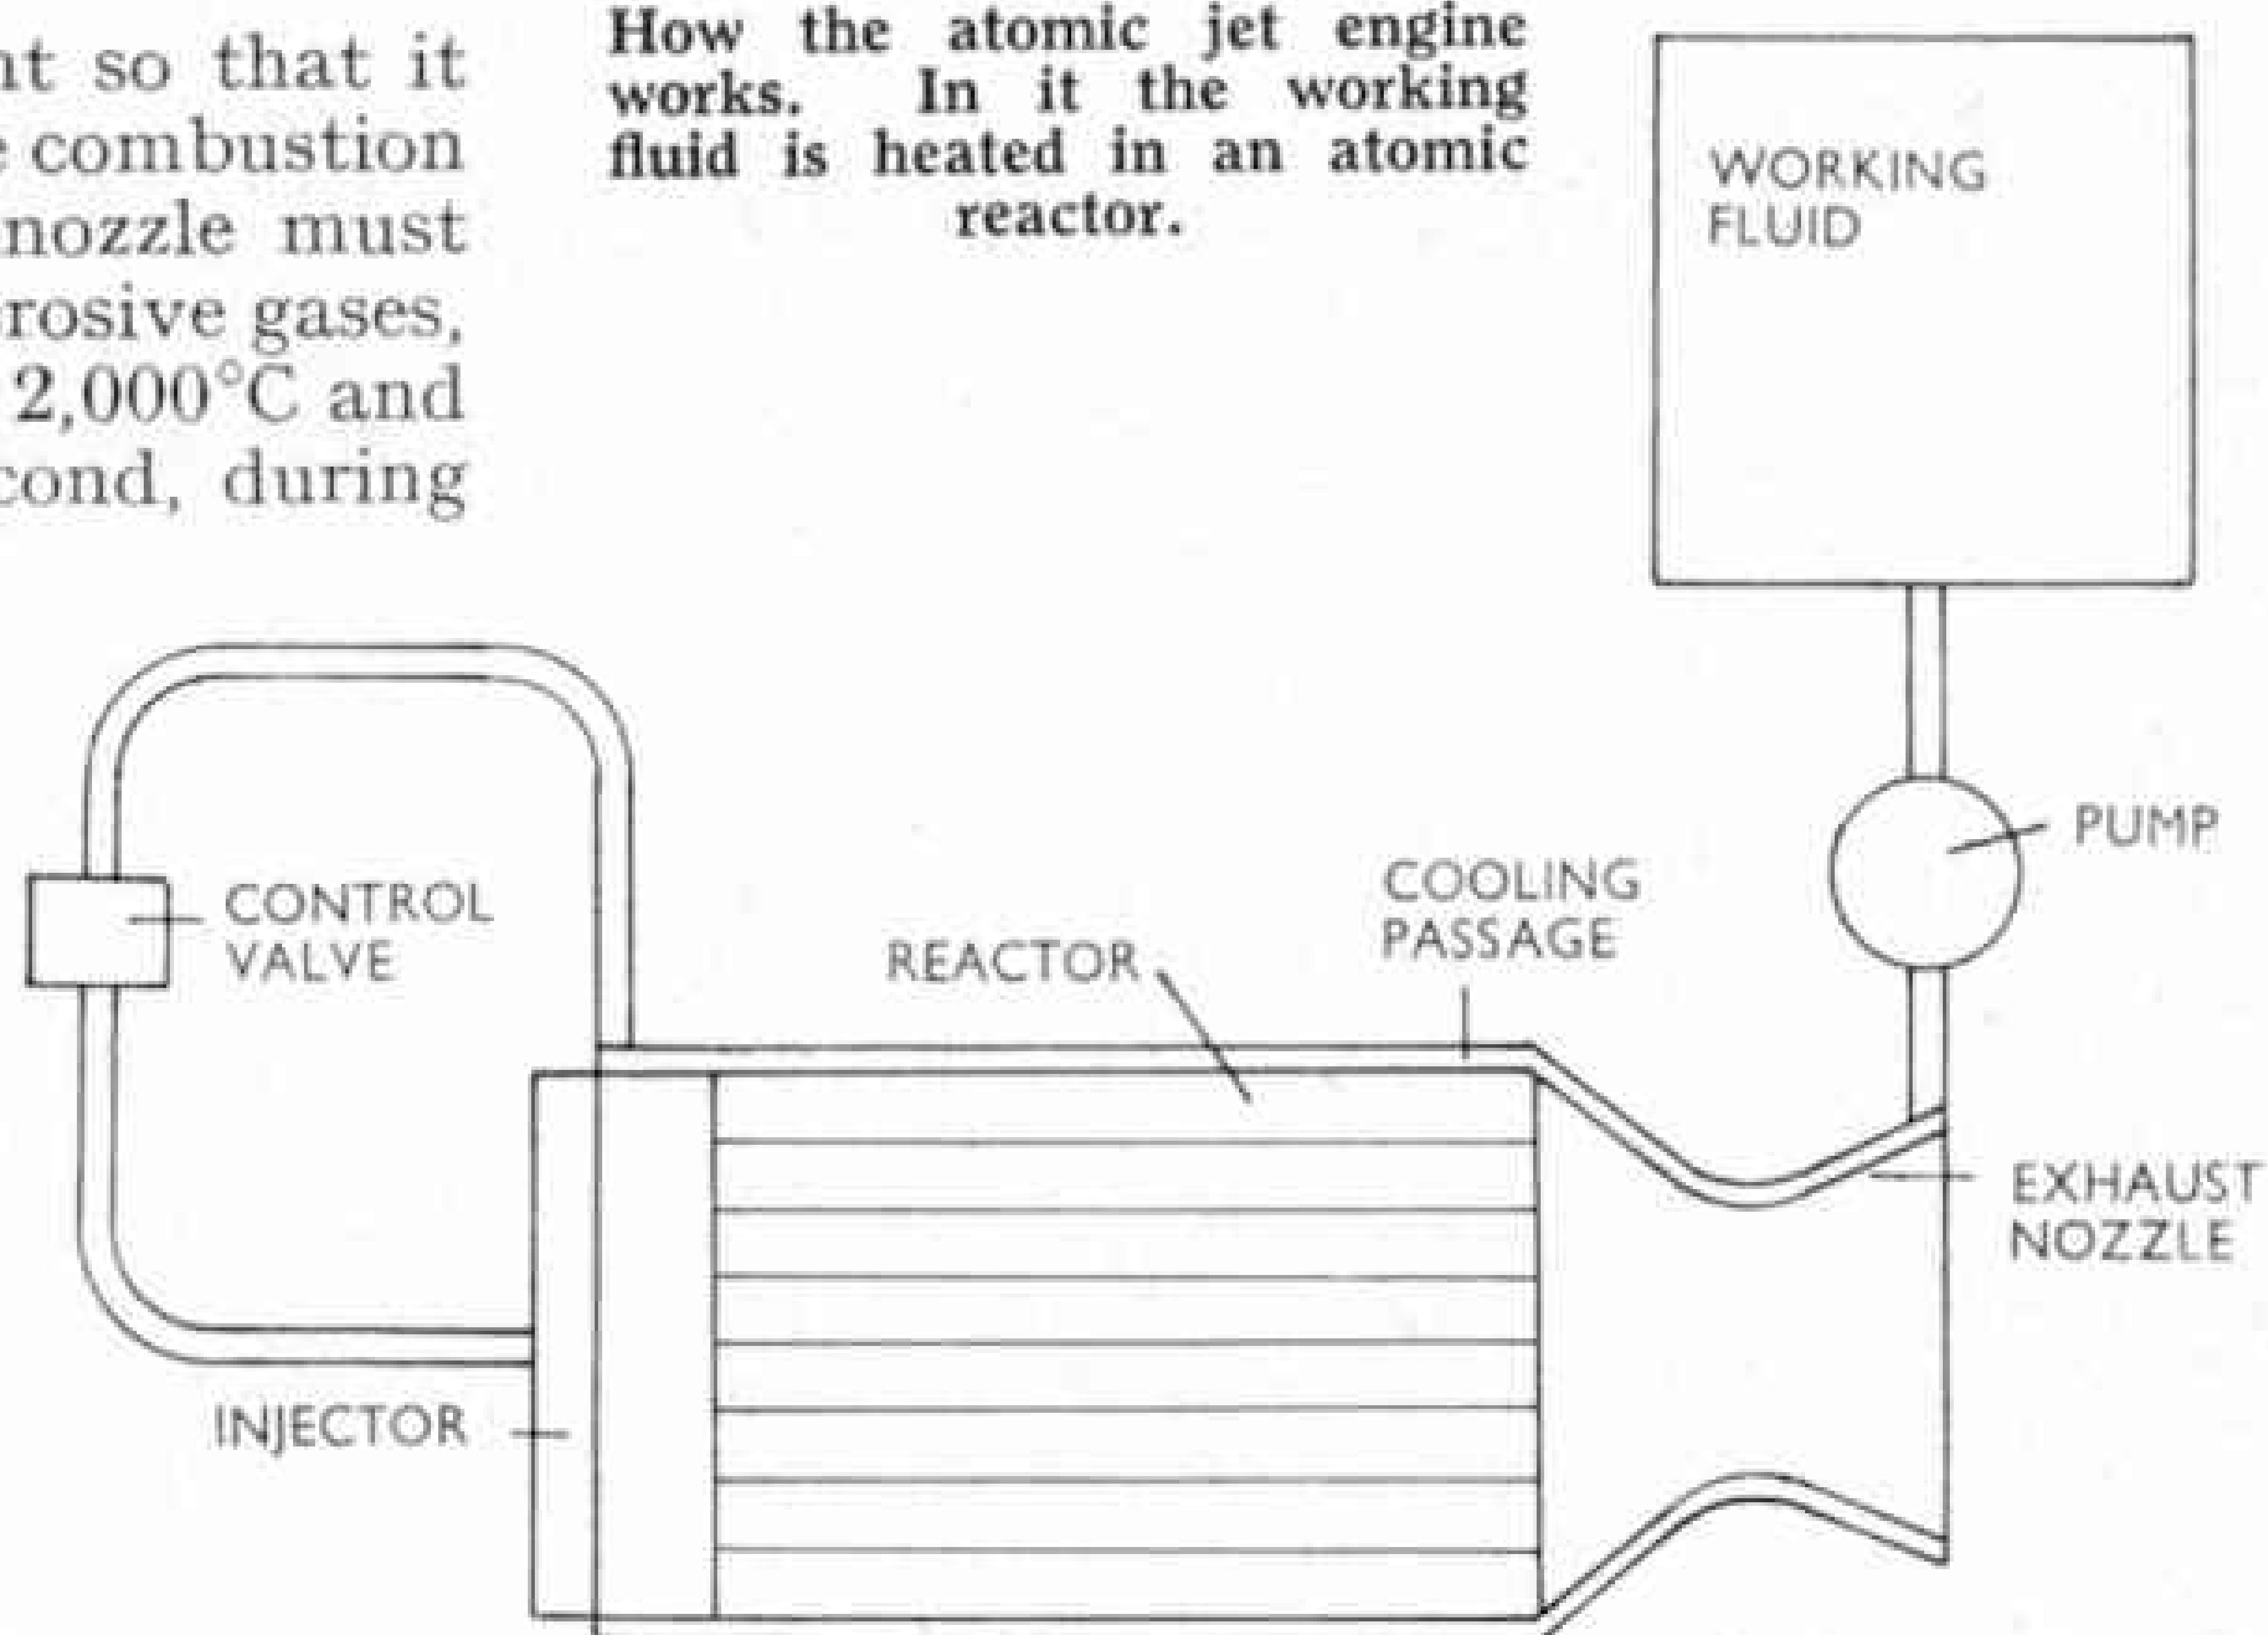 nt so that it
combustion
nozzle must
rosive gases,
2,000°C and
cond, during
How the atomic jet engine
works. In it the working
fluid is heated in an atomic
reactor.
WORKING
FLUID
PUMP
CONTROL
VALVE
REACTOR
COOLING
PASSAGE
EXHAUST
NOZZLE
INJECTOR